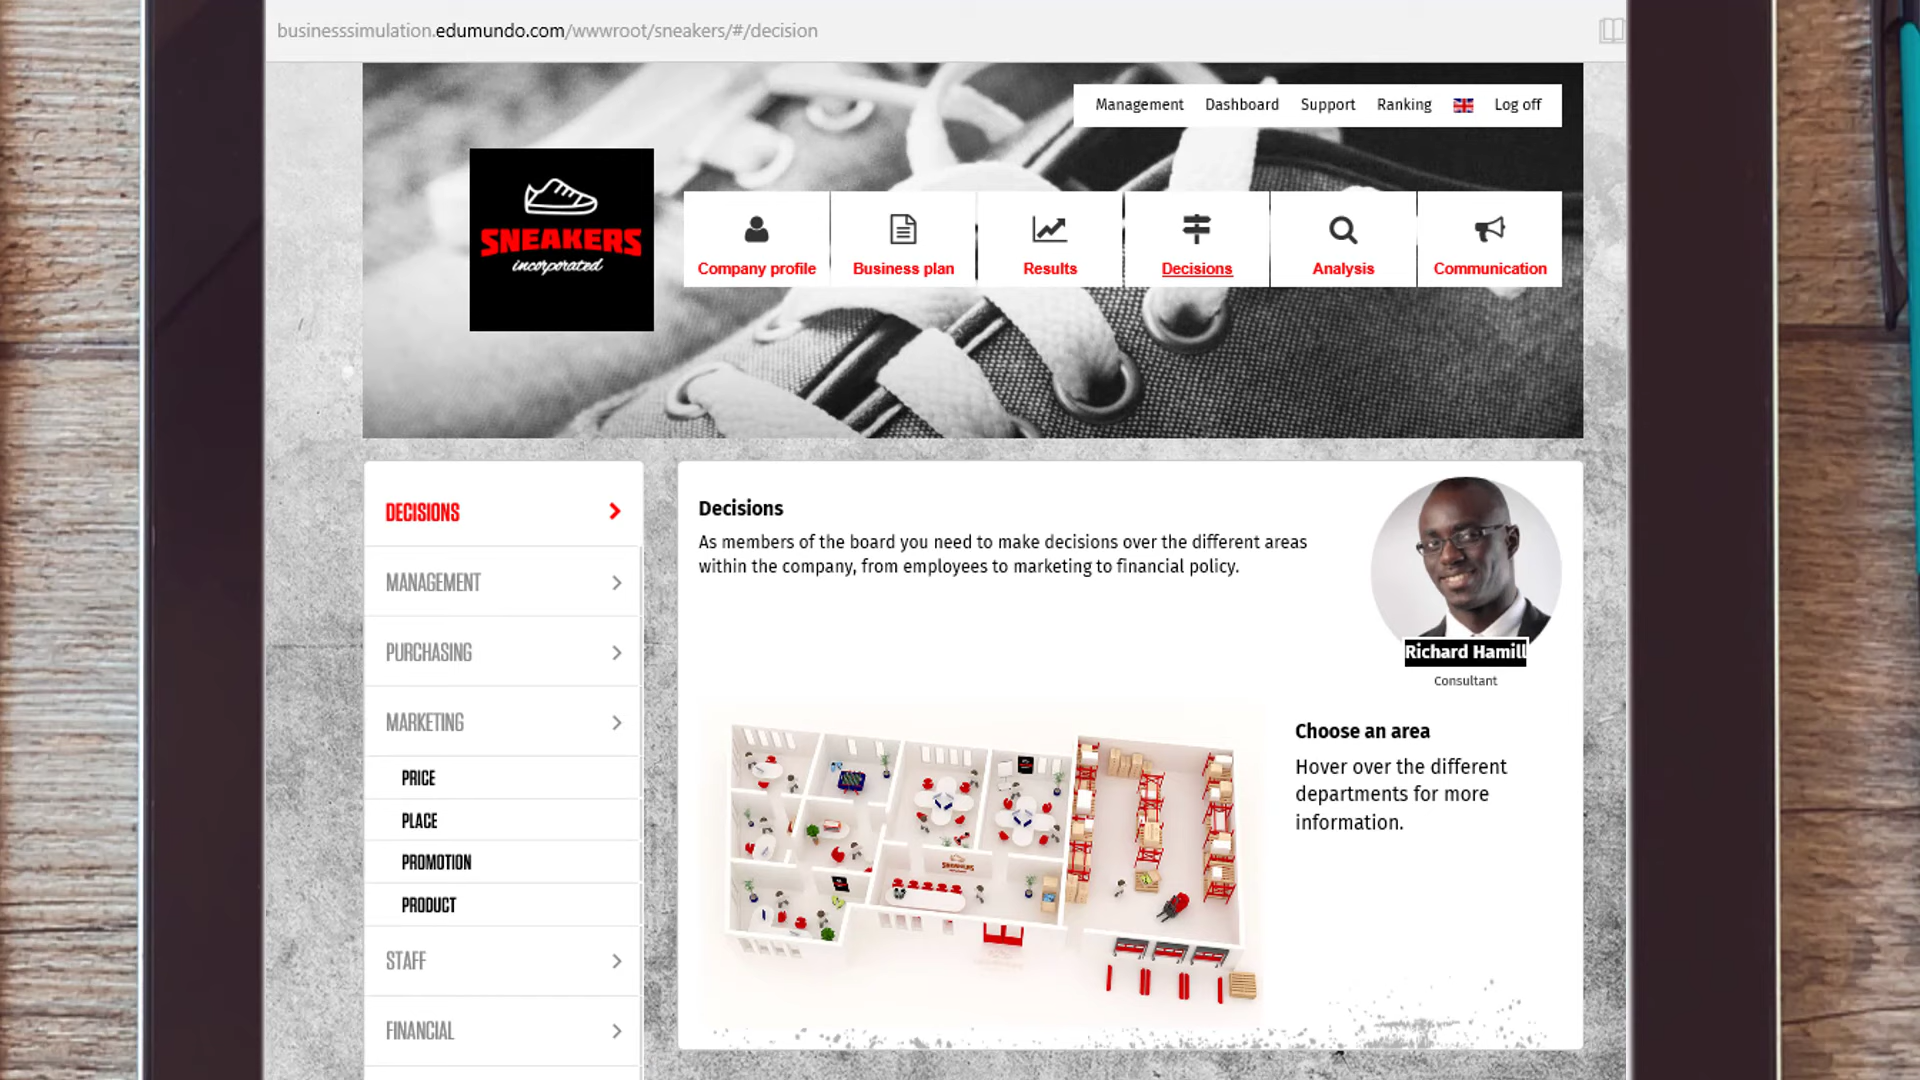 businesssimulation.edumundo.com/wwwroot/sneakers/#/decision
Management Dashboard Support Ranking Log off
SNEAKERS
incorporated
Company profile Business plan Results Decisions Analysis Communication
DECISIONS
MANAGEMENT
PURCHASING
MARKETING
PRICE
PLACE
PROMOTION
PRODUCT
STAFF
FINANCIAL
Decisions
As members of the board you need to make decisions over the different areas
within the company, from employees to marketing to financial policy.
Richard Hamill
Consultant
Choose an area
Hover over the different
departments for more
information.
SNEAKERS